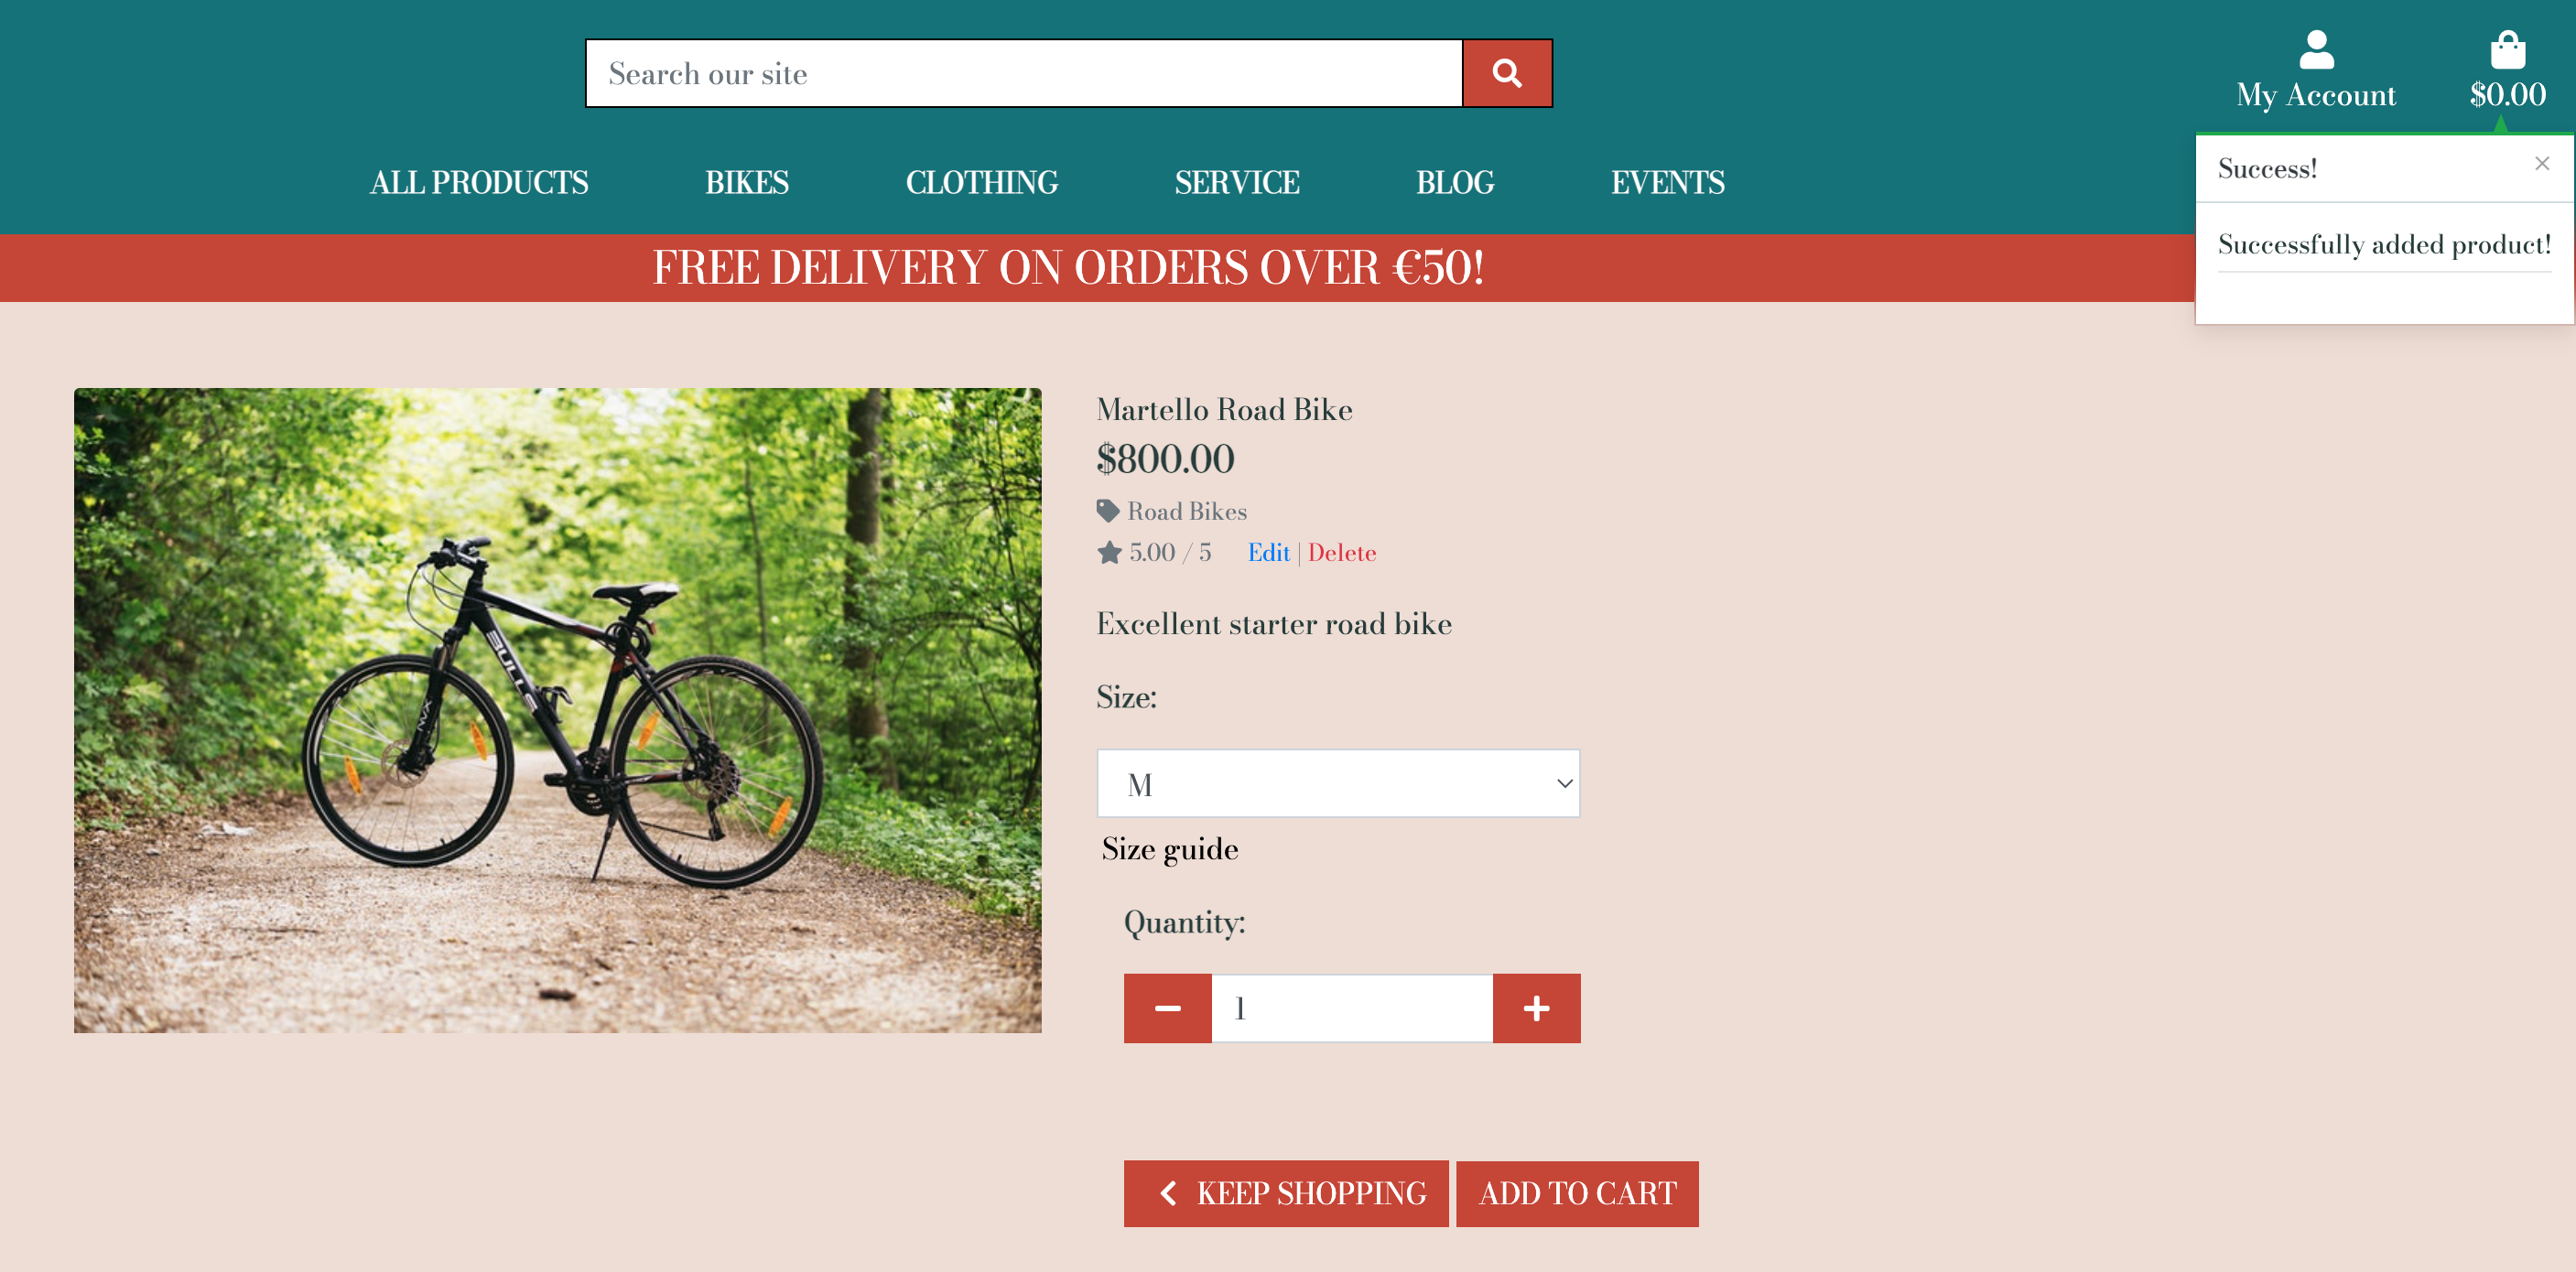 Search our site
My Account
$0.00
ALL PRODUCTS
BIKES
CLOTHING
SERVICE
BLOG
EVENTS
Success!
×
Successfully added product!
FREE DELIVERY ON ORDERS OVER €50!
BULLS
Martello Road Bike
$800.00
Road Bikes
5.00 / 5 Edit | Delete
Excellent starter road bike
Size:
M
Size guide
Quantity:
1
KEEP SHOPPING
ADD TO CART